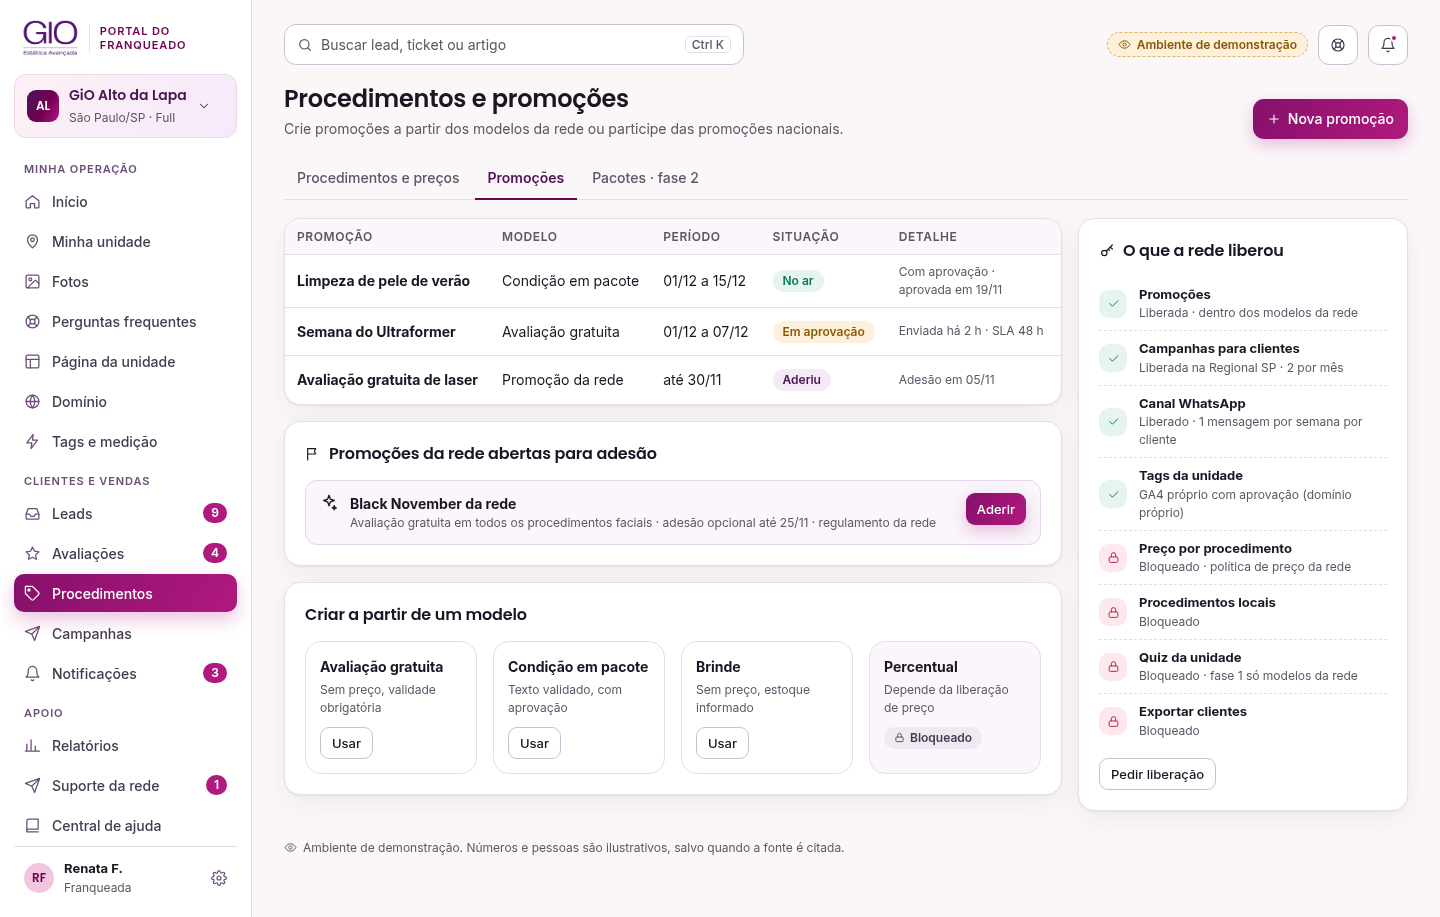 GIO
Estética Avançada
PORTAL DO
FRANQUEADO
AL
GiO Alto da Lapa
São Paulo/SP · Full
MINHA OPERAÇÃO
Início
Minha unidade
Fotos
Perguntas frequentes
Página da unidade
Domínio
Tags e medição
CLIENTES E VENDAS
Leads 9
Avaliações 4
Procedimentos
Campanhas
Notificações 3
APOIO
Relatórios
Suporte da rede 1
Central de ajuda
RF
Renata F.
Franqueada
Buscar lead, ticket ou artigo Ctrl K
Ambiente de demonstração
Procedimentos e promoções
Crie promoções a partir dos modelos da rede ou participe das promoções nacionais.
Nova promoção
Procedimentos e preços Promoções Pacotes · fase 2
PROMOÇÃO MODELO PERÍODO SITUAÇÃO DETALHE
Limpeza de pele de verão Condição em pacote 01/12 a 15/12 No ar Com aprovação ·
aprovada em 19/11
Semana do Ultraformer Avaliação gratuita 01/12 a 07/12 Em aprovação Enviada há 2 h · SLA 48 h
Avaliação gratuita de laser Promoção da rede até 30/11 Aderiu Adesão em 05/11
Promoções da rede abertas para adesão
Black November da rede
Avaliação gratuita em todos os procedimentos faciais · adesão opcional até 25/11 · regulamento da rede
Aderir
Criar a partir de um modelo
Avaliação gratuita
Sem preço, validade
obrigatória
Usar
Condição em pacote
Texto validado, com
aprovação
Usar
Brinde
Sem preço, estoque
informado
Usar
Percentual
Depende da liberação
de preço
Bloqueado
O que a rede liberou
Promoções
Liberada · dentro dos modelos da rede
Campanhas para clientes
Liberada na Regional SP · 2 por mês
Canal WhatsApp
Liberado · 1 mensagem por semana por
cliente
Tags da unidade
GA4 próprio com aprovação (domínio
próprio)
Preço por procedimento
Bloqueado · política de preço da rede
Procedimentos locais
Bloqueado
Quiz da unidade
Bloqueado · fase 1 só modelos da rede
Exportar clientes
Bloqueado
Pedir liberação
Ambiente de demonstração. Números e pessoas são ilustrativos, salvo quando a fonte é citada.